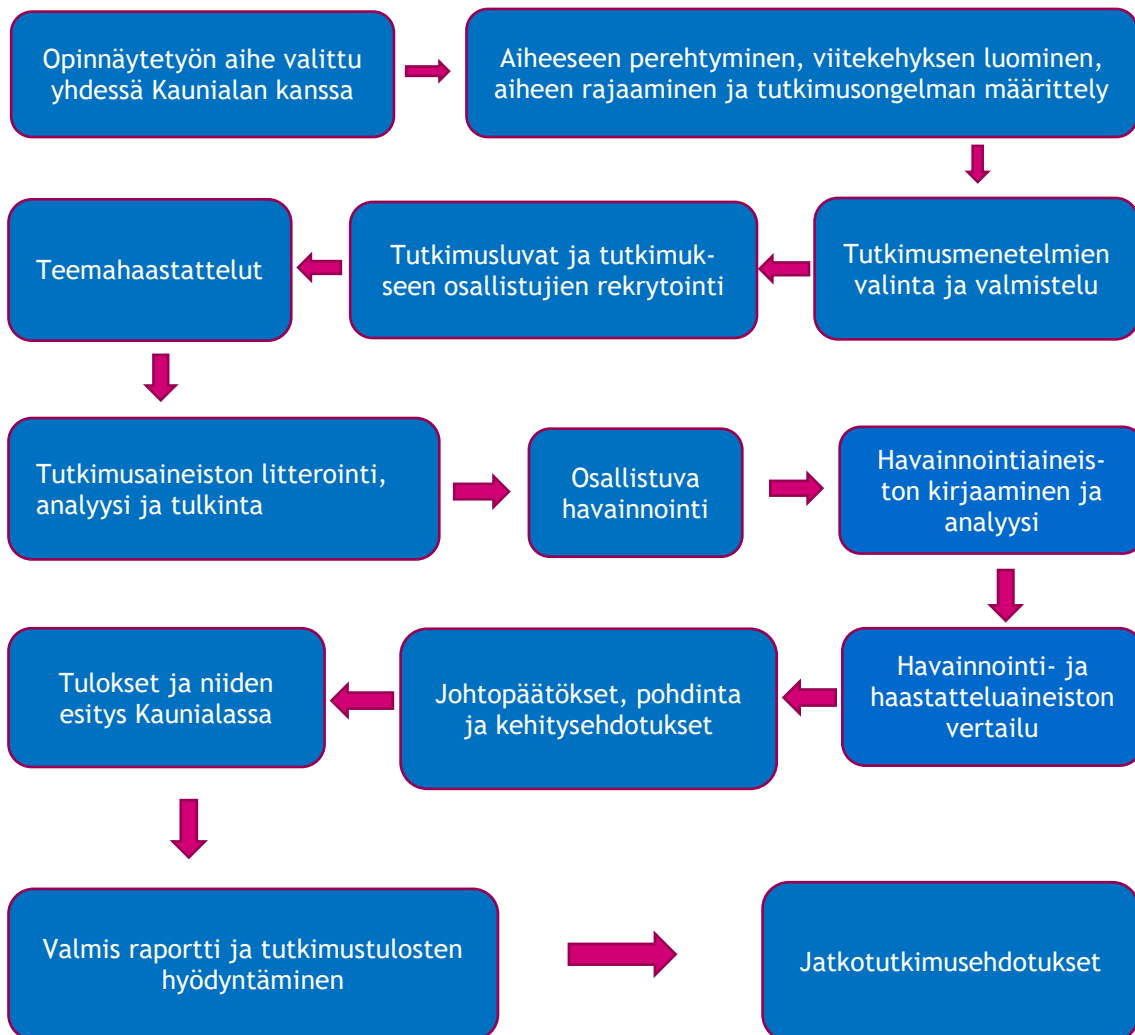 Opinnäytetyön aihe valittu
yhdessä Kaunialan kanssa
Aiheeseen perehtyminen, viitekehyksen luominen,
aiheen rajaaminen ja tutkimusongelman määrittely
Tutkimusmenetelmien
valinta ja valmistelu
Tutkimusluvat ja tutkimuk-
seen osallistujien rekrytointi
Teemahaastattelut
Tutkimusaineiston litterointi,
analyysi ja tulkinta
Osallistuva
havainnointi
Havainnointiaineis-
ton kirjaaminen ja
analyysi
Havainnointi- ja
haastatteluaineiston
vertailu
Johtopäätökset, pohdinta
ja kehitysehdotukset
Tulokset ja niiden
esitys Kaunialassa
Valmis raportti ja tutkimustulosten
hyödyntäminen
Jatkotutkimusehdotukset